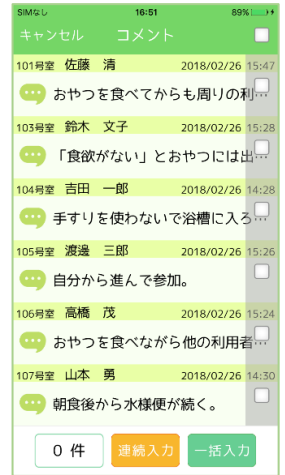 SIMなし 16:51 89%
キャンセル コメント
101号室 佐藤 清 2018/02/26 15:47
おやつを食べてからも周りの利…
103号室 鈴木 文子 2018/02/26 15:28
「食欲がない」とおやつには出…
104号室 吉田 一郎 2018/02/26 14:28
手すりを使わないで浴槽に入ろ…
105号室 渡邉 三郎 2018/02/26 15:26
自分から進んで参加。
106号室 高橋 茂 2018/02/26 15:24
おやつを食べながら他の利用者…
107号室 山本 勇 2018/02/26 14:30
朝食後から水様便が続く。
0 件 連続入力 一括入力